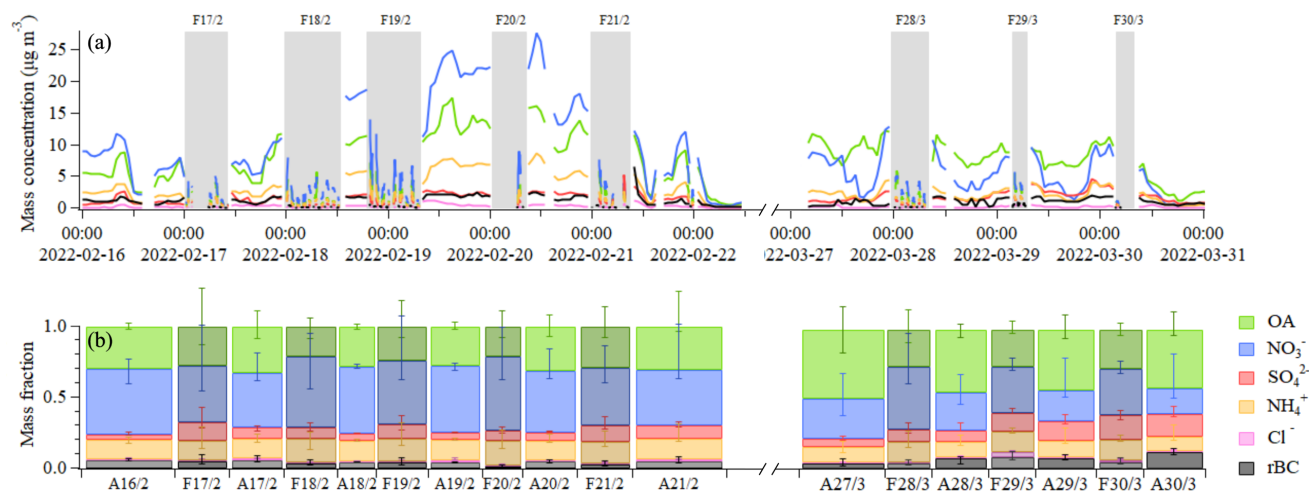 F17/2 F18/2 F19/2 F20/2 F21/2 F28/3 F29/3 F30/3
Mass concentration (µg m⁻³)
(a)
25
20
15
10
5
0
00:00 00:00 00:00 00:00 00:00 00:00 00:00 00:00 00:00 00:00 00:00 00:00
2022-02-16 2022-02-17 2022-02-18 2022-02-19 2022-02-20 2022-02-21 2022-02-22 2022-03-27 2022-03-28 2022-03-29 2022-03-30 2022-03-31
Mass fraction
(b)
1.0
0.5
0.0
OA
NO₃⁻
SO₄²⁻
NH₄⁺
Cl⁻
rBC
A16/2 F17/2 A17/2 F18/2 A18/2 F19/2 A19/2 F20/2 A20/2 F21/2 A21/2 A27/3 F28/3 A28/3 F29/3 A29/3 F30/3 A30/3